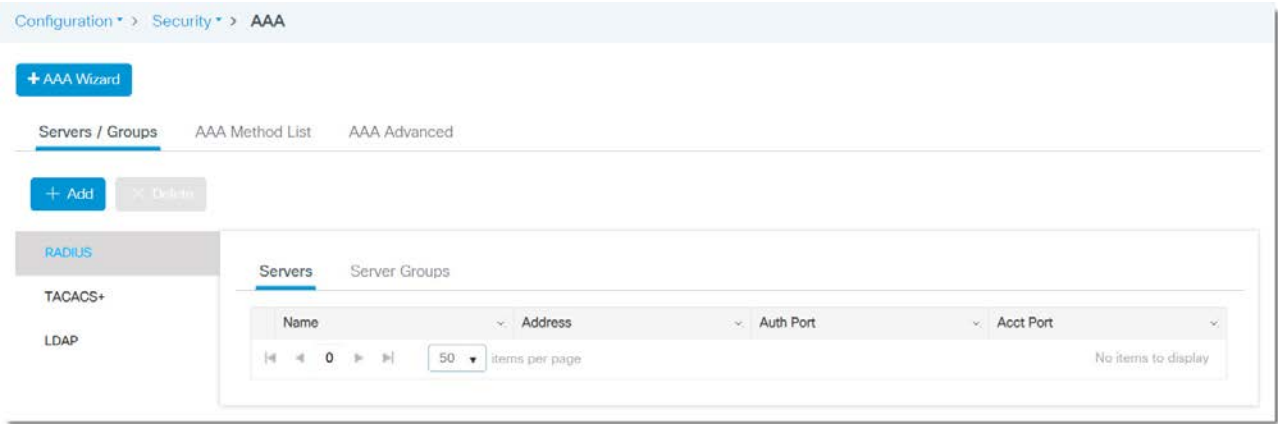 Configuration > Security > AAA
+ AAA Wizard
Servers / Groups AAA Method List AAA Advanced
+ Add × Delete
RADIUS
TACACS+
LDAP
Servers Server Groups
Name Address Auth Port Acct Port
0 50 items per page No items to display